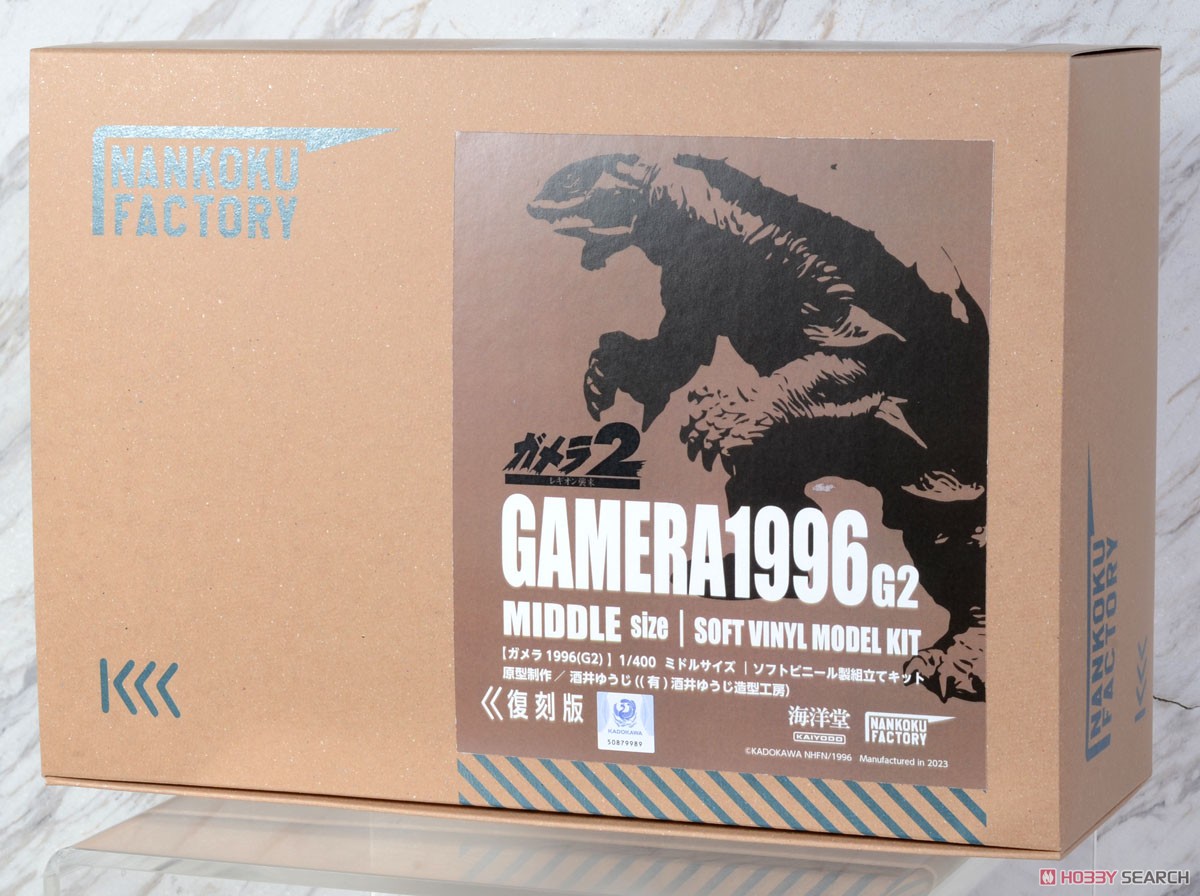 NANKOKU
FACTORY
ガメラ2
レギオン襲来
GAMERA1996 G2
MIDDLE size | SOFT VINYL MODEL KIT
【ガメラ 1996(G2) 】 1/400 ミドルサイズ | ソフトビニール製組立てキット
原型制作 / 酒井ゆうじ((有)酒井ゆうじ造型工房)
復刻版
KADOKAWA
50879989
海洋堂
KAIYODO
NANKOKU
FACTORY
©KADOKAWA NHFN/1996 Manufactured in 2023
NANKOKU
FACTORY
HOBBY SEARCH